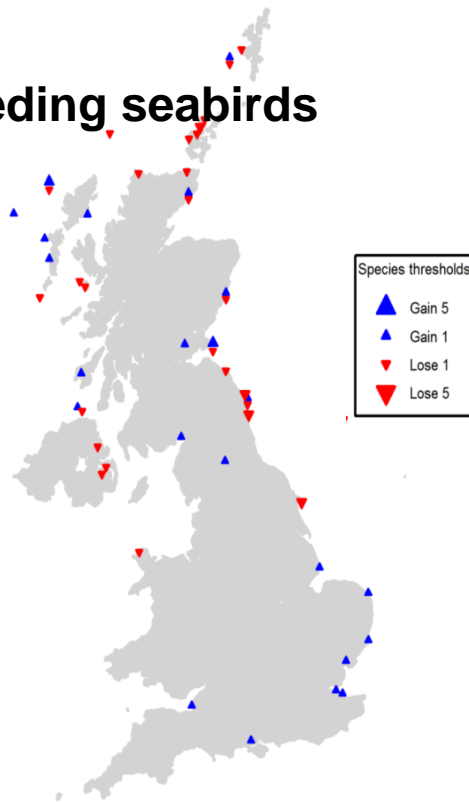 eding seabirds
Species thresholds
Gain 5
Gain 1
Lose 1
Lose 5